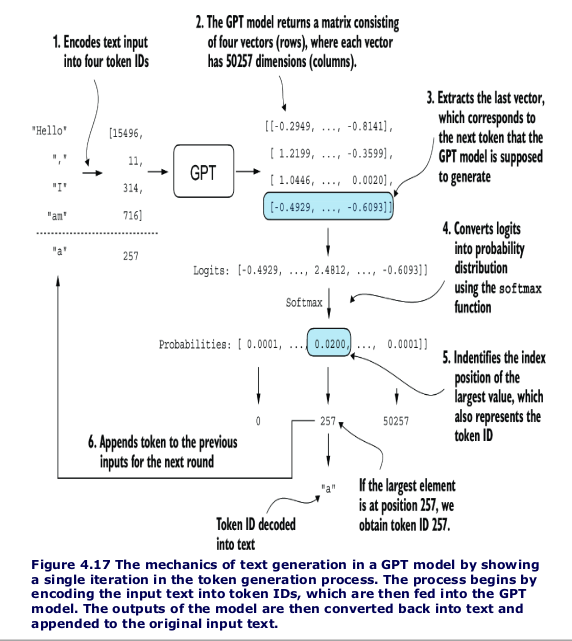 2. The GPT model returns a matrix consisting
of four vectors (rows), where each vector
has 50257 dimensions (columns).
1. Encodes text input
into four token IDs
3. Extracts the last vector,
which corresponds to
the next token that the
GPT model is supposed
to generate
"Hello"
","
"I"
"am"
"a"
[15496,
11,
314,
716]
257
GPT
[[-0.2949, ..., -0.8141],
[ 1.2199, ..., -0.3599],
[ 1.0446, ...,  0.0020],
[-0.4929, ..., -0.6093]]
4. Converts logits
into probability
distribution
using the softmax
function
Logits: [-0.4929, ..., 2.4812, ..., -0.6093]]
Softmax
Probabilities: [ 0.0001, ..., 0.0200, ..., 0.0001]]
5. Indentifies the index
position of the
largest value, which
also represents the
token ID
0
257
50257
6. Appends token to the previous
inputs for the next round
"a"
If the largest element
is at position 257, we
obtain token ID 257.
Token ID decoded
into text
Figure 4.17 The mechanics of text generation in a GPT model by showing
a single iteration in the token generation process. The process begins by
encoding the input text into token IDs, which are then fed into the GPT
model. The outputs of the model are then converted back into text and
appended to the original input text.